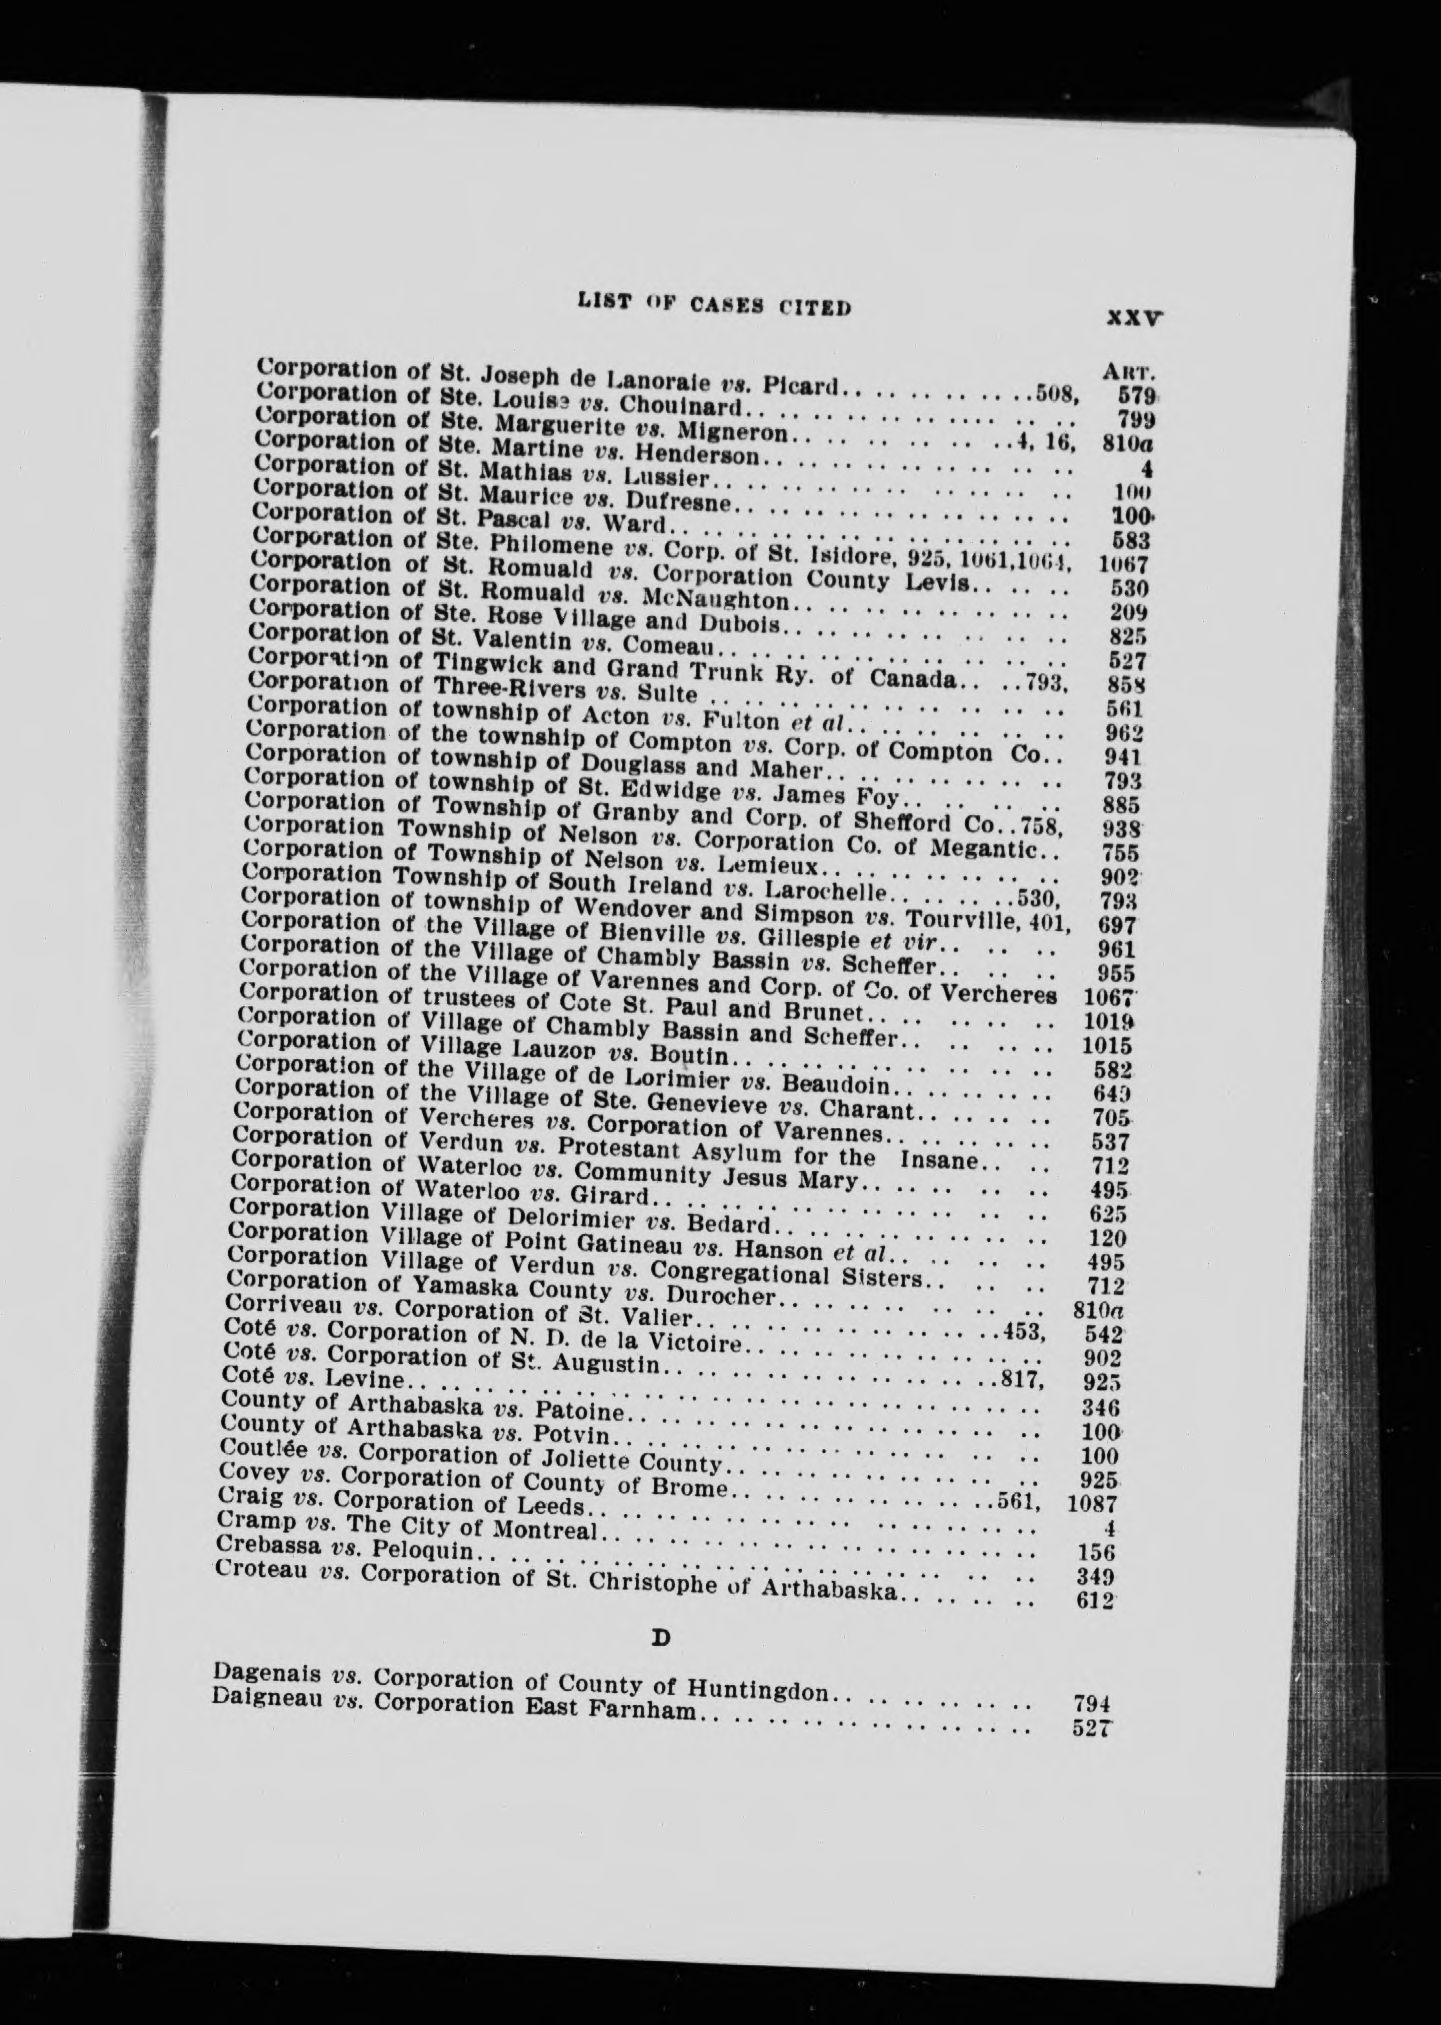 LIST OF CASES CITED XXV
ART.
Corporation of St. Joseph de Lanoraie vs. Picard.. .. .. .. .. .. ..508, 579
Corporation of Ste. Louise vs. Chouinard.. .. .. .. .. .. .. .. .. .. 799
Corporation of Ste. Marguerite vs. Migneron.. .. .. .. .. .. ..4, 16, 810a
Corporation of Ste. Martine vs. Henderson.. .. .. .. .. .. .. .. .. .. 4
Corporation of St. Mathias vs. Lussier.. .. .. .. .. .. .. .. .. .. .. 100
Corporation of St. Maurice vs. Dufresne.. .. .. .. .. .. .. .. .. .. 100
Corporation of St. Pascal vs. Ward.. .. .. .. .. .. .. .. .. .. .. .. 583
Corporation of Ste. Philomene vs. Corp. of St. Isidore, 925, 1061,1064, 1067
Corporation of St. Romuald vs. Corporation County Levis.. .. .. .. 530
Corporation of St. Romuald vs. McNaughton.. .. .. .. .. .. .. .. .. 209
Corporation of Ste. Rose Village and Dubois.. .. .. .. .. .. .. .. .. 825
Corporation of St. Valentin vs. Comeau.. .. .. .. .. .. .. .. .. .. .. 527
Corporation of Tingwick and Grand Trunk Ry. of Canada.. .. ..793, 858
Corporation of Three-Rivers vs. Sulte .. .. .. .. .. .. .. .. .. .. .. 561
Corporation of township of Acton vs. Fulton et al.. .. .. .. .. .. .. 962
Corporation of the township of Compton vs. Corp. of Compton Co.. 941
Corporation of township of Douglass and Maher.. .. .. .. .. .. .. .. 793
Corporation of township of St. Edwidge vs. James Foy.. .. .. .. .. 885
Corporation of Township of Granby and Corp. of Shefford Co..758, 938
Corporation Township of Nelson vs. Corporation Co. of Megantic.. 755
Corporation of Township of Nelson vs. Lemieux.. .. .. .. .. .. .. .. 902
Corporation Township of South Ireland vs. Larochelle.. .. .. ..530, 793
Corporation of township of Wendover and Simpson vs. Tourville, 401, 697
Corporation of the Village of Bienville vs. Gillespie et vir.. .. .. .. 961
Corporation of the Village of Chambly Bassin vs. Scheffer.. .. .. .. 955
Corporation of the Village of Varennes and Corp. of Co. of Vercheres 1067
Corporation of trustees of Cote St. Paul and Brunet.. .. .. .. .. .. 1019
Corporation of Village of Chambly Bassin and Scheffer.. .. .. .. .. 1015
Corporation of Village Lauzon vs. Boutin.. .. .. .. .. .. .. .. .. .. 582
Corporation of the Village of de Lorimier vs. Beaudoin.. .. .. .. .. 649
Corporation of the Village of Ste. Genevieve vs. Charant.. .. .. .. 705
Corporation of Vercheres vs. Corporation of Varennes.. .. .. .. .. 537
Corporation of Verdun vs. Protestant Asylum for the Insane.. .. .. 712
Corporation of Waterloo vs. Community Jesus Mary.. .. .. .. .. .. 495
Corporation of Waterloo vs. Girard.. .. .. .. .. .. .. .. .. .. .. .. 625
Corporation Village of Delorimier vs. Bedard.. .. .. .. .. .. .. .. .. 120
Corporation Village of Point Gatineau vs. Hanson et al.. .. .. .. .. 495
Corporation Village of Verdun vs. Congregational Sisters.. .. .. .. 712
Corporation of Yamaska County vs. Durocher.. .. .. .. .. .. .. .. 810a
Corriveau vs. Corporation of St. Valier.. .. .. .. .. .. .. .. ..453, 542
Coté vs. Corporation of N. D. de la Victoire.. .. .. .. .. .. .. .. .. 902
Coté vs. Corporation of St. Augustin.. .. .. .. .. .. .. .. .. ..817, 925
Coté vs. Levine.. .. .. .. .. .. .. .. .. .. .. .. .. .. .. .. .. .. .. 346
County of Arthabaska vs. Patoine.. .. .. .. .. .. .. .. .. .. .. .. .. 100
County of Arthabaska vs. Potvin.. .. .. .. .. .. .. .. .. .. .. .. .. 100
Coutlée vs. Corporation of Joliette County.. .. .. .. .. .. .. .. .. .. 925
Covey vs. Corporation of County of Brome.. .. .. .. .. .. .. ..561, 1087
Craig vs. Corporation of Leeds.. .. .. .. .. .. .. .. .. .. .. .. .. .. 4
Cramp vs. The City of Montreal.. .. .. .. .. .. .. .. .. .. .. .. .. 156
Crebassa vs. Peloquin.. .. .. .. .. .. .. .. .. .. .. .. .. .. .. .. .. 349
Croteau vs. Corporation of St. Christophe of Arthabaska.. .. .. .. 612
D
Dagenais vs. Corporation of County of Huntingdon.. .. .. .. .. .. 794
Daigneau vs. Corporation East Farnham.. .. .. .. .. .. .. .. .. .. 527